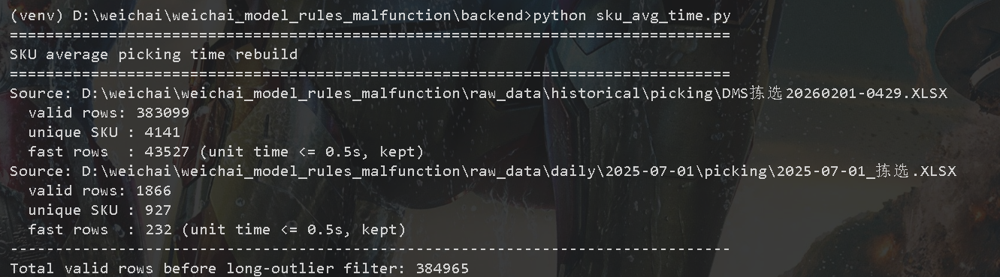 (venv) D:\weichai\weichai_model_rules_malfunction\backend>python sku_avg_time.py
================================================================================
SKU average picking time rebuild
================================================================================
Source: D:\weichai\weichai_model_rules_malfunction\raw_data\historical\picking\DMS拣选20260201-0429.XLSX
  valid rows: 383099
  unique SKU : 4141
  fast rows  : 43527 (unit time <= 0.5s, kept)
Source: D:\weichai\weichai_model_rules_malfunction\raw_data\daily\2025-07-01\picking\2025-07-01_拣选.XLSX
  valid rows: 1866
  unique SKU : 927
  fast rows  : 232 (unit time <= 0.5s, kept)
--------------------------------------------------------------------------------
Total valid rows before long-outlier filter: 384965